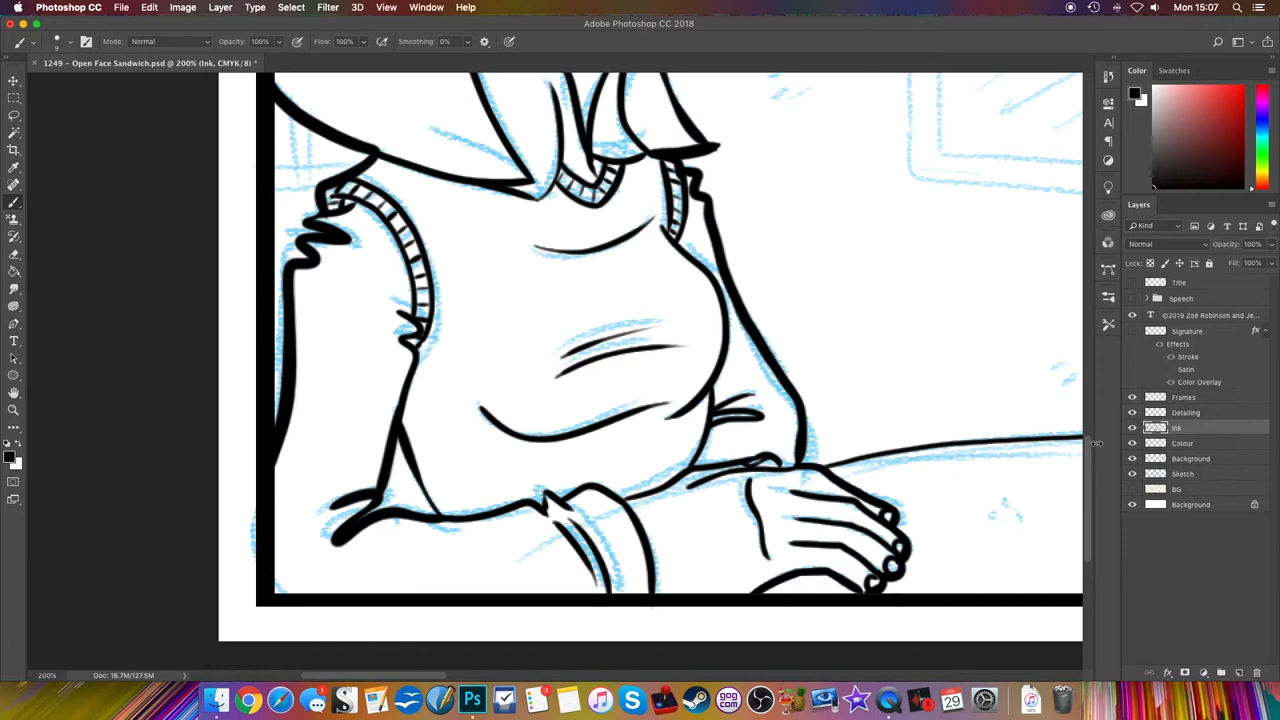 Photoshop CC File Edit Image Layer Type Select Filter 3D View Window Help Mon 15:07
Adobe Photoshop CC 2018
9 Mode: Normal Opacity: 100% Flow: 100% Smoothing: 0%
1249 - Open Face Sandwich.psd @ 200% (Ink, CMYK/8) *
Color Swatches
Layers
Kind
Normal Opacity: 100%
Lock: Fill: 100%
Title
Speech
T ©2019 Zoë Robinson and Je...
Signature fx
Effects
Stroke
Satin
Color Overlay
Frames
Detailing
Ink
Colour
Background
Sketch
BG
Background
200% Doc: 16.7M/127.5M